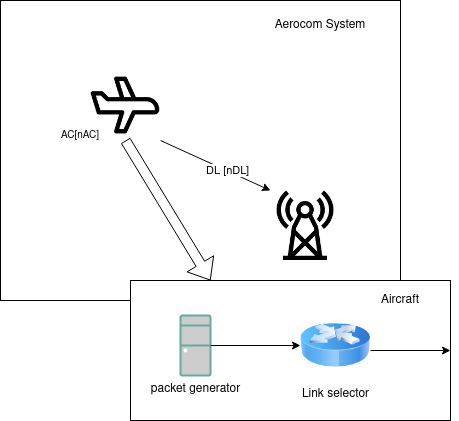 Aerocom System
AC[nAC]
DL [nDL]
Aircraft
packet generator
Link selector